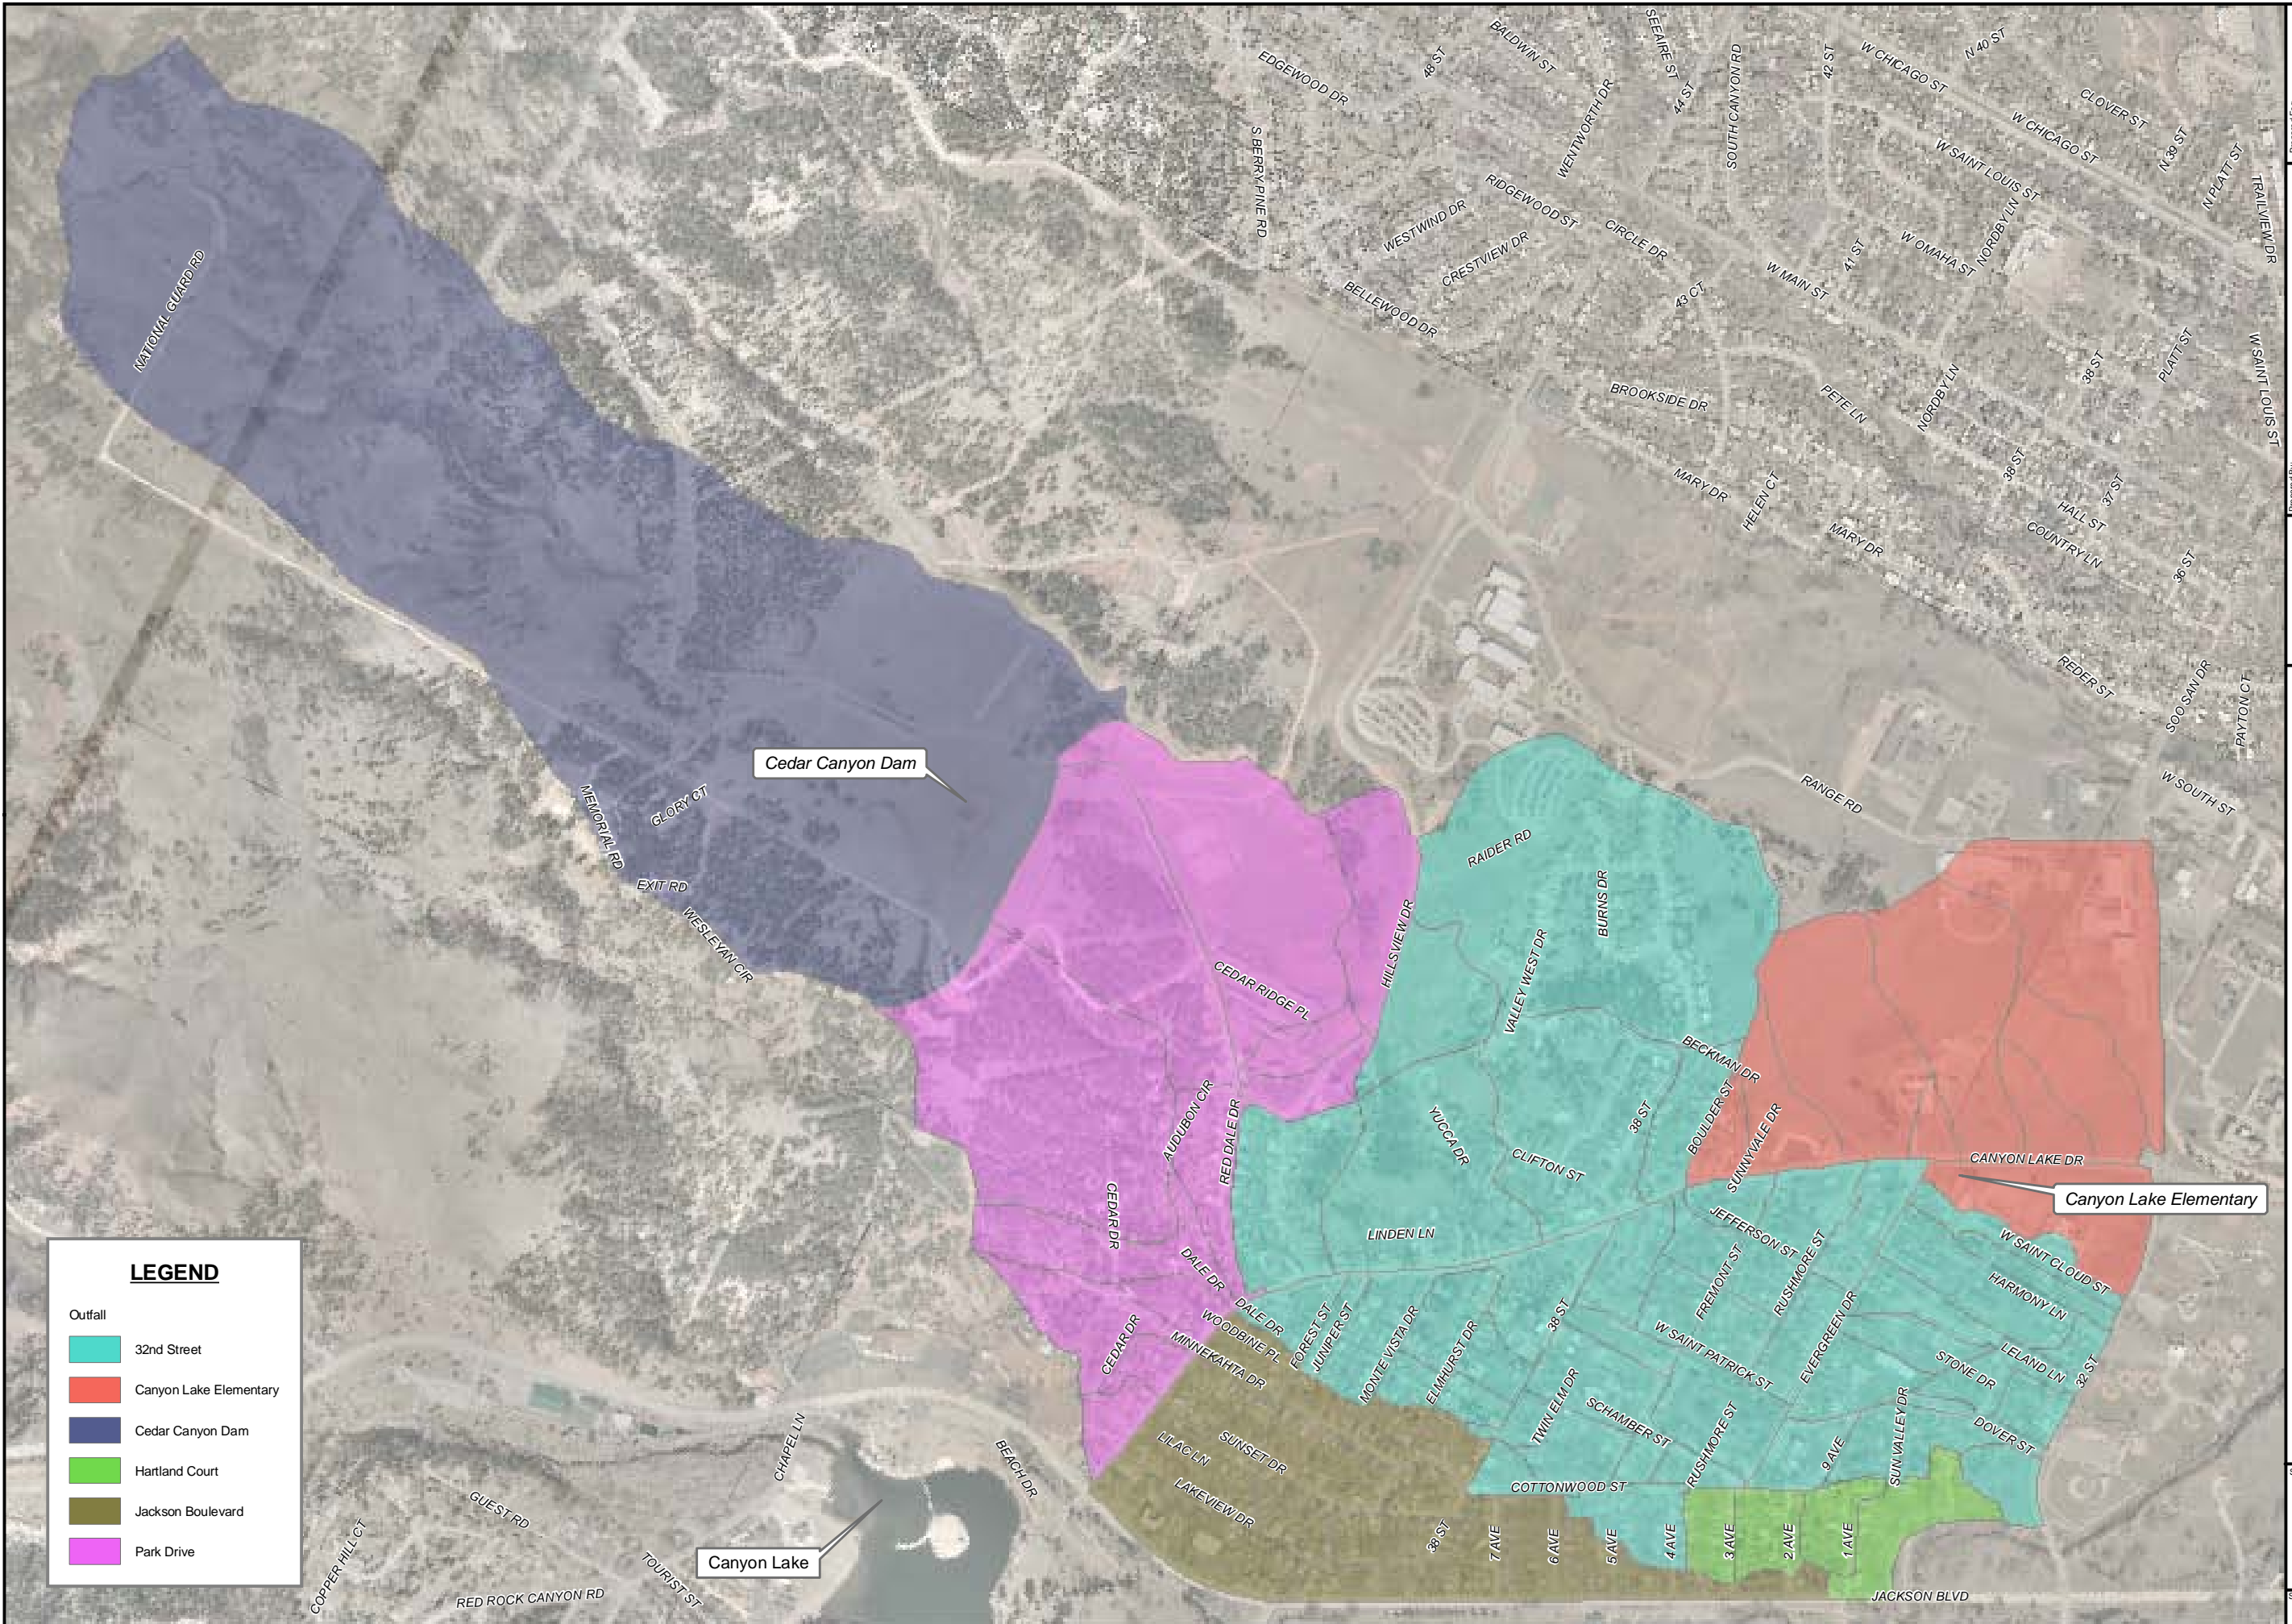 EDGEWOOD DR
48 ST
BALDWIN ST
SEEAIRE ST
44 ST
SOUTH CANYON RD
42 ST
W CHICAGO ST
N 40 ST
CLOVER ST
W CHICAGO ST
N 39 ST
N PLATT ST
TRAILVIEW DR
S BERRY PINE RD
WENTWORTH DR
RIDGEWOOD ST
WESTWIND DR
CRESTVIEW DR
CIRCLE DR
W SAINT LOUIS ST
NORDBY LN
W OMAHA ST
41 ST
W MAIN ST
43 CT
BELLEWOOD DR
NATIONAL GUARD RD
BROOKSIDE DR
PETE LN
NORDBY LN
38 ST
PLATT ST
W SAINT LOUIS ST
MARY DR
HELEN CT
MARY DR
38 ST
37 ST
HALL ST
COUNTRY LN
36 ST
REDER ST
SOO SAN DR
PAYTON CT
W SOUTH ST
RANGE RD
Cedar Canyon Dam
MEMORIAL RD
GLORY CT
EXIT RD
WESLEYAN CIR
RAIDER RD
BURNS DR
HILLSVIEW DR
VALLEY WEST DR
CEDAR RIDGE PL
BECKMAN DR
BOULDER ST
SUNNYVALE DR
38 ST
YUCCA DR
CLIFTON ST
AUDUBON CIR
RED DALE DR
CEDAR DR
CANYON LAKE DR
Canyon Lake Elementary
LINDEN LN
JEFFERSON ST
FREMONT ST
RUSHMORE ST
W SAINT CLOUD ST
HARMONY LN
DALE DR
DALE DR
WOODBINE PL
MINNEKAHTA DR
CEDAR DR
FOREST ST
JUNIPER ST
MONTE VISTA DR
ELMHURST DR
38 ST
W SAINT PATRICK ST
EVERGREEN DR
STONE DR
LELAND LN
32 ST
TWIN ELM DR
SCHAMBER ST
RUSHMORE ST
9 AVE
SUN VALLEY DR
DOVER ST
LILAC LN
SUNSET DR
LAKEVIEW DR
COTTONWOOD ST
38 ST
7 AVE
6 AVE
5 AVE
4 AVE
3 AVE
2 AVE
1 AVE
JACKSON BLVD
CHAPEL LN
BEACH DR
Canyon Lake
GUEST RD
COPPER HILL CT
RED ROCK CANYON RD
TOURIST ST
LEGEND
Outfall
32nd Street
Canyon Lake Elementary
Cedar Canyon Dam
Hartland Court
Jackson Boulevard
Park Drive